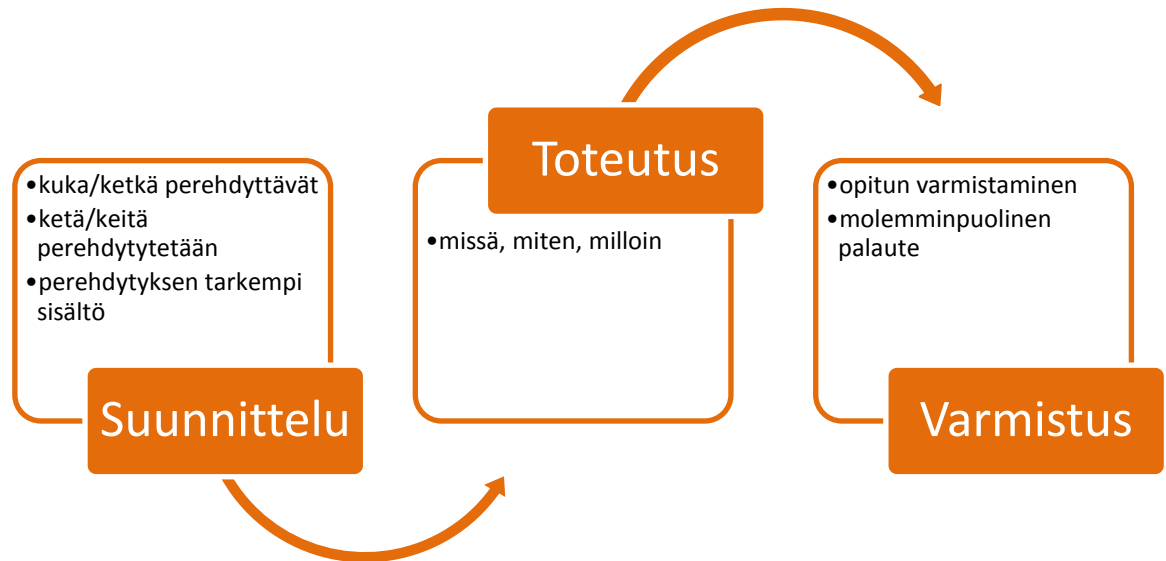 •kuka/ketkä perehdyttävät
•ketä/keitä
perehdytytetään
•perehdytyksen tarkempi
sisältö
Suunnittelu
Toteutus
•missä, miten, milloin
•opitun varmistaminen
•molemminpuolinen
palaute
Varmistus